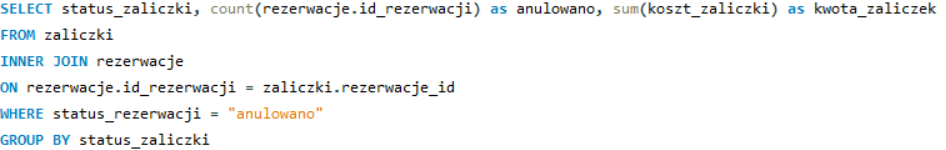 SELECT status_zaliczki, count(rezerwacje.id_rezerwacji) as anulowano, sum(koszt_zaliczki) as kwota_zaliczek
FROM zaliczki
INNER JOIN rezerwacje
ON rezerwacje.id_rezerwacji = zaliczki.rezerwacje_id
WHERE status_rezerwacji = "anulowano"
GROUP BY status_zaliczki